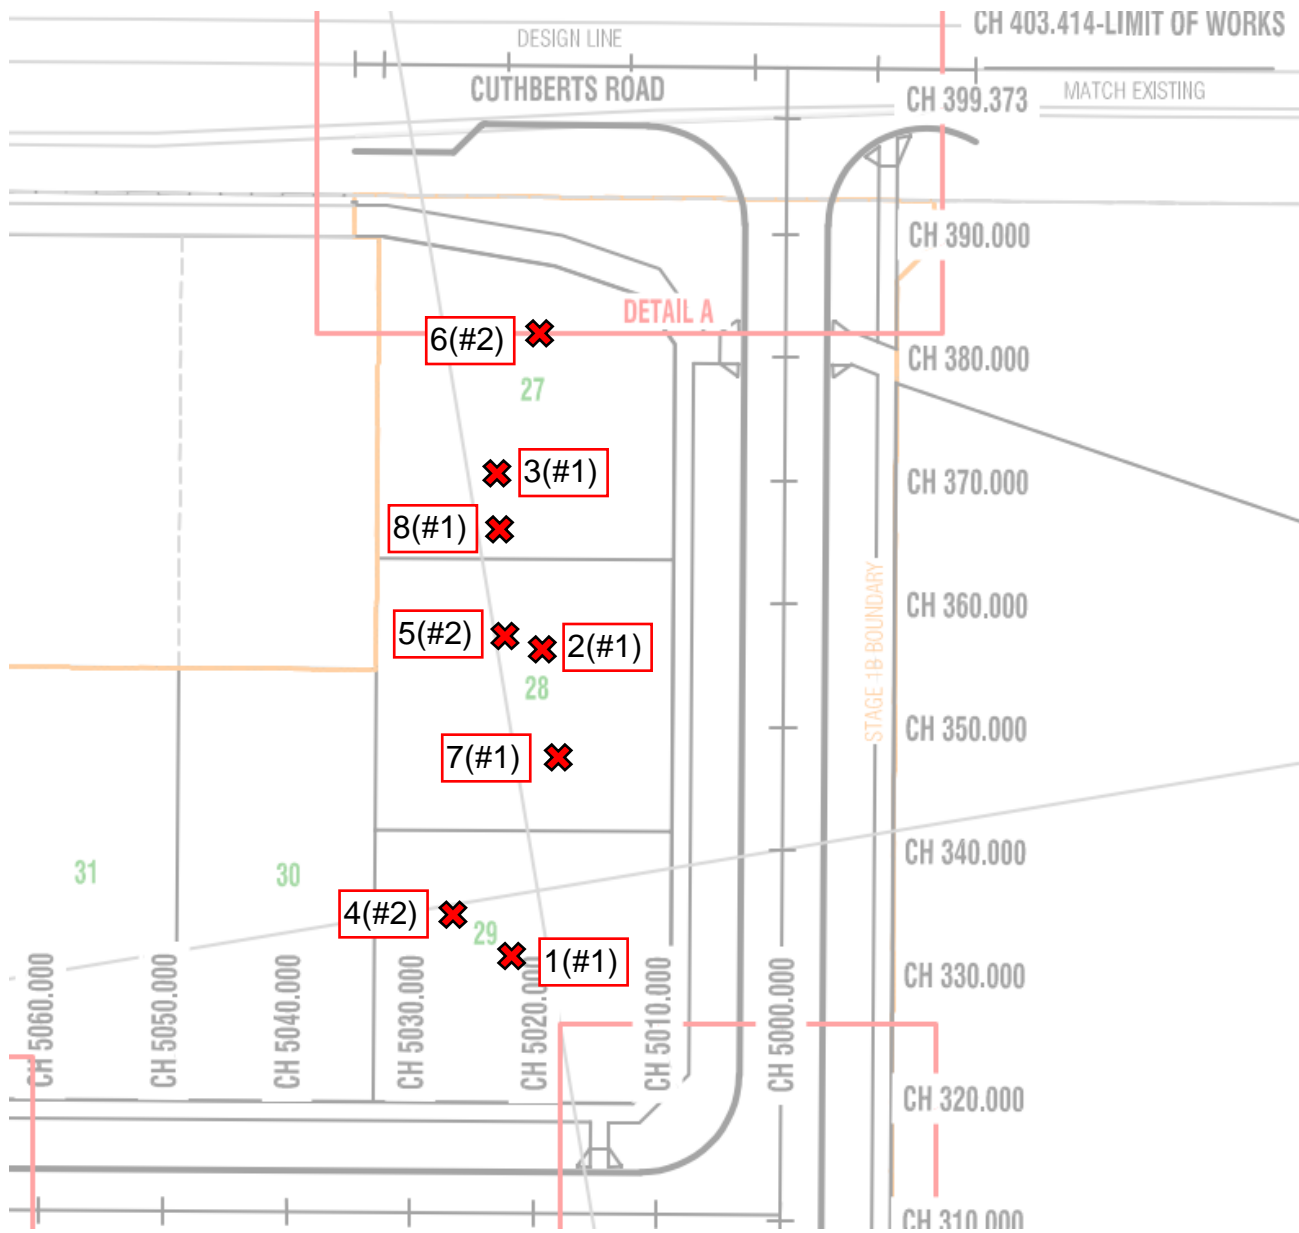 CH 403.414-LIMIT OF WORKS
DESIGN LINE
CUTHBERTS ROAD
MATCH EXISTING
CH 399.373
CH 390.000
DETAIL A
6(#2)
CH 380.000
27
3(#1)
CH 370.000
8(#1)
CH 360.000
5(#2)
2(#1)
STAGE 1B BOUNDARY
28
CH 350.000
7(#1)
CH 340.000
31
30
4(#2)
29
1(#1)
CH 330.000
CH 5060.000
CH 5050.000
CH 5040.000
CH 5030.000
CH 5020.000
CH 5010.000
CH 5000.000
CH 320.000
CH 310.000